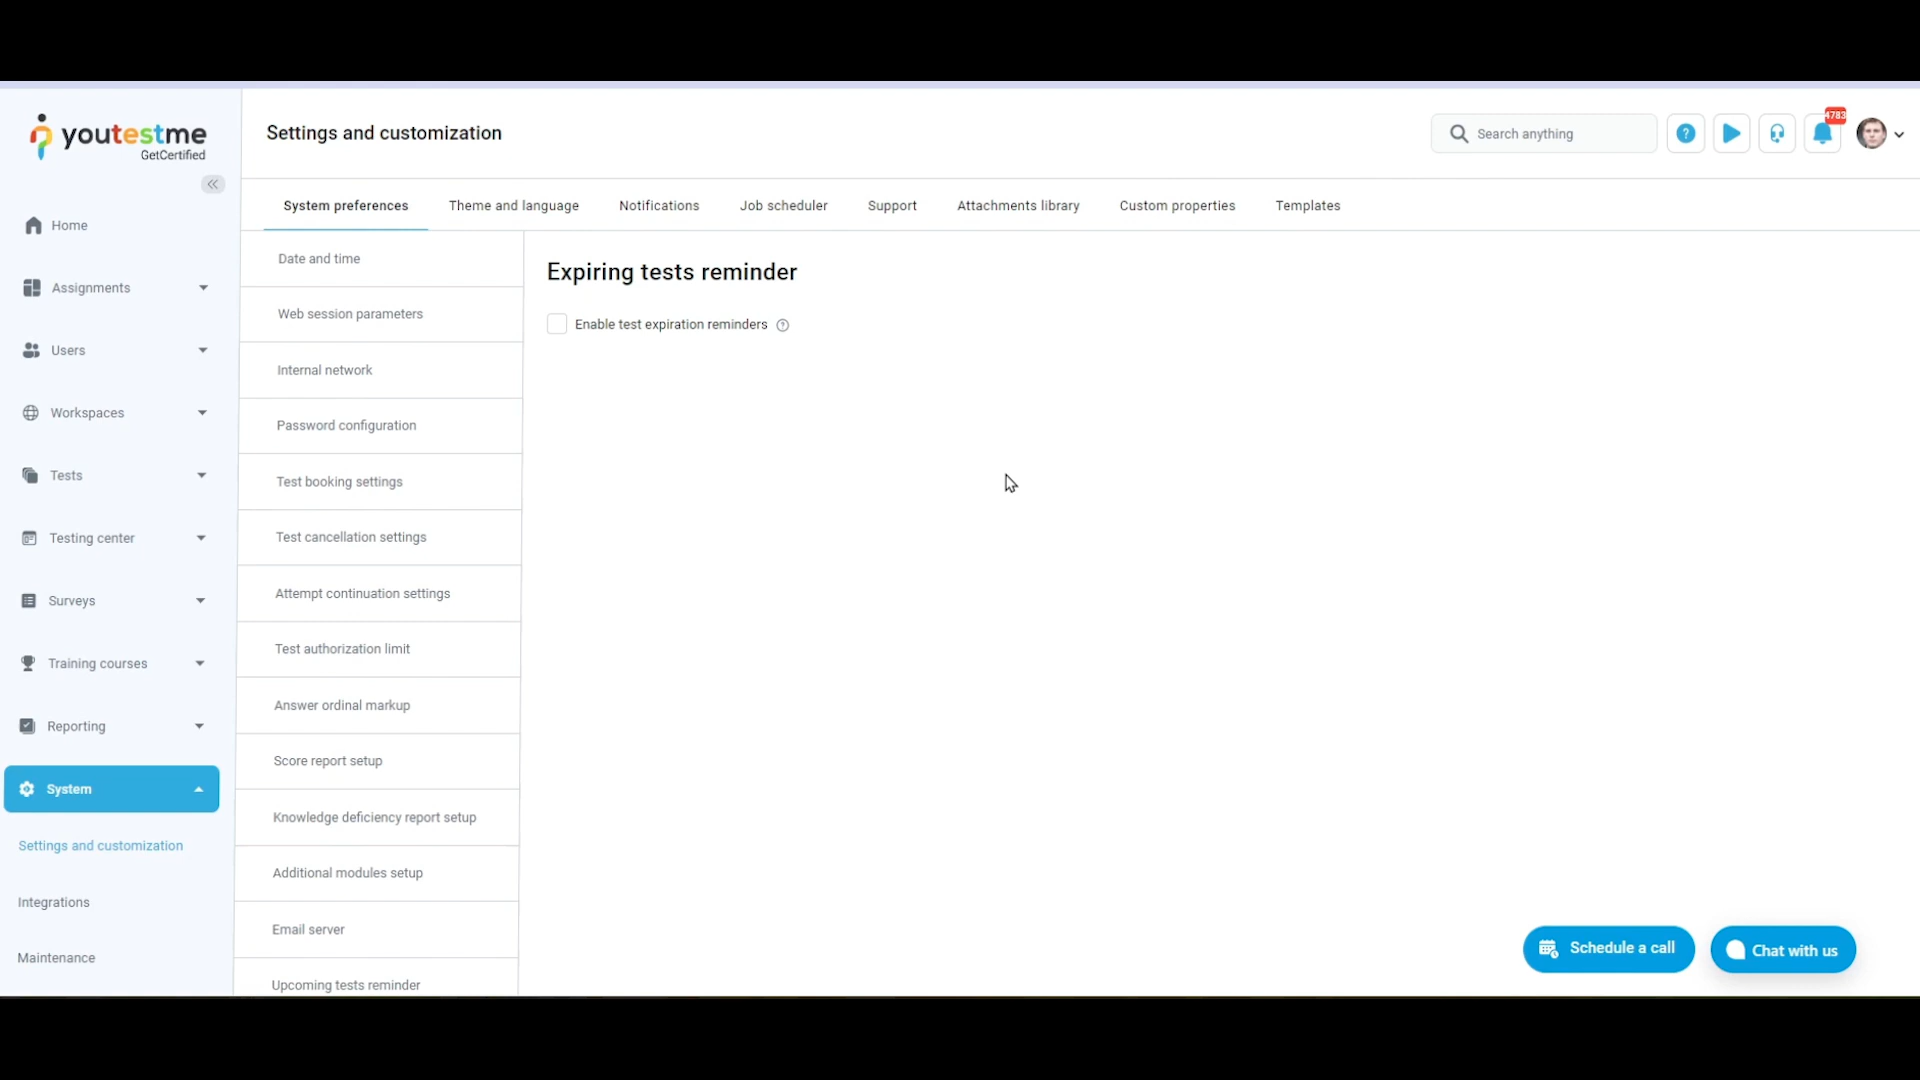 youtestme
GetCertified
Settings and customization
Search anything
4783
Home
Assignments
Users
Workspaces
Tests
Testing center
Surveys
Training courses
Reporting
System
Settings and customization
Integrations
Maintenance
System preferences
Theme and language
Notifications
Job scheduler
Support
Attachments library
Custom properties
Templates
Date and time
Web session parameters
Internal network
Password configuration
Test booking settings
Test cancellation settings
Attempt continuation settings
Test authorization limit
Answer ordinal markup
Score report setup
Knowledge deficiency report setup
Additional modules setup
Email server
Upcoming tests reminder
Expiring tests reminder
Enable test expiration reminders
Schedule a call
Chat with us